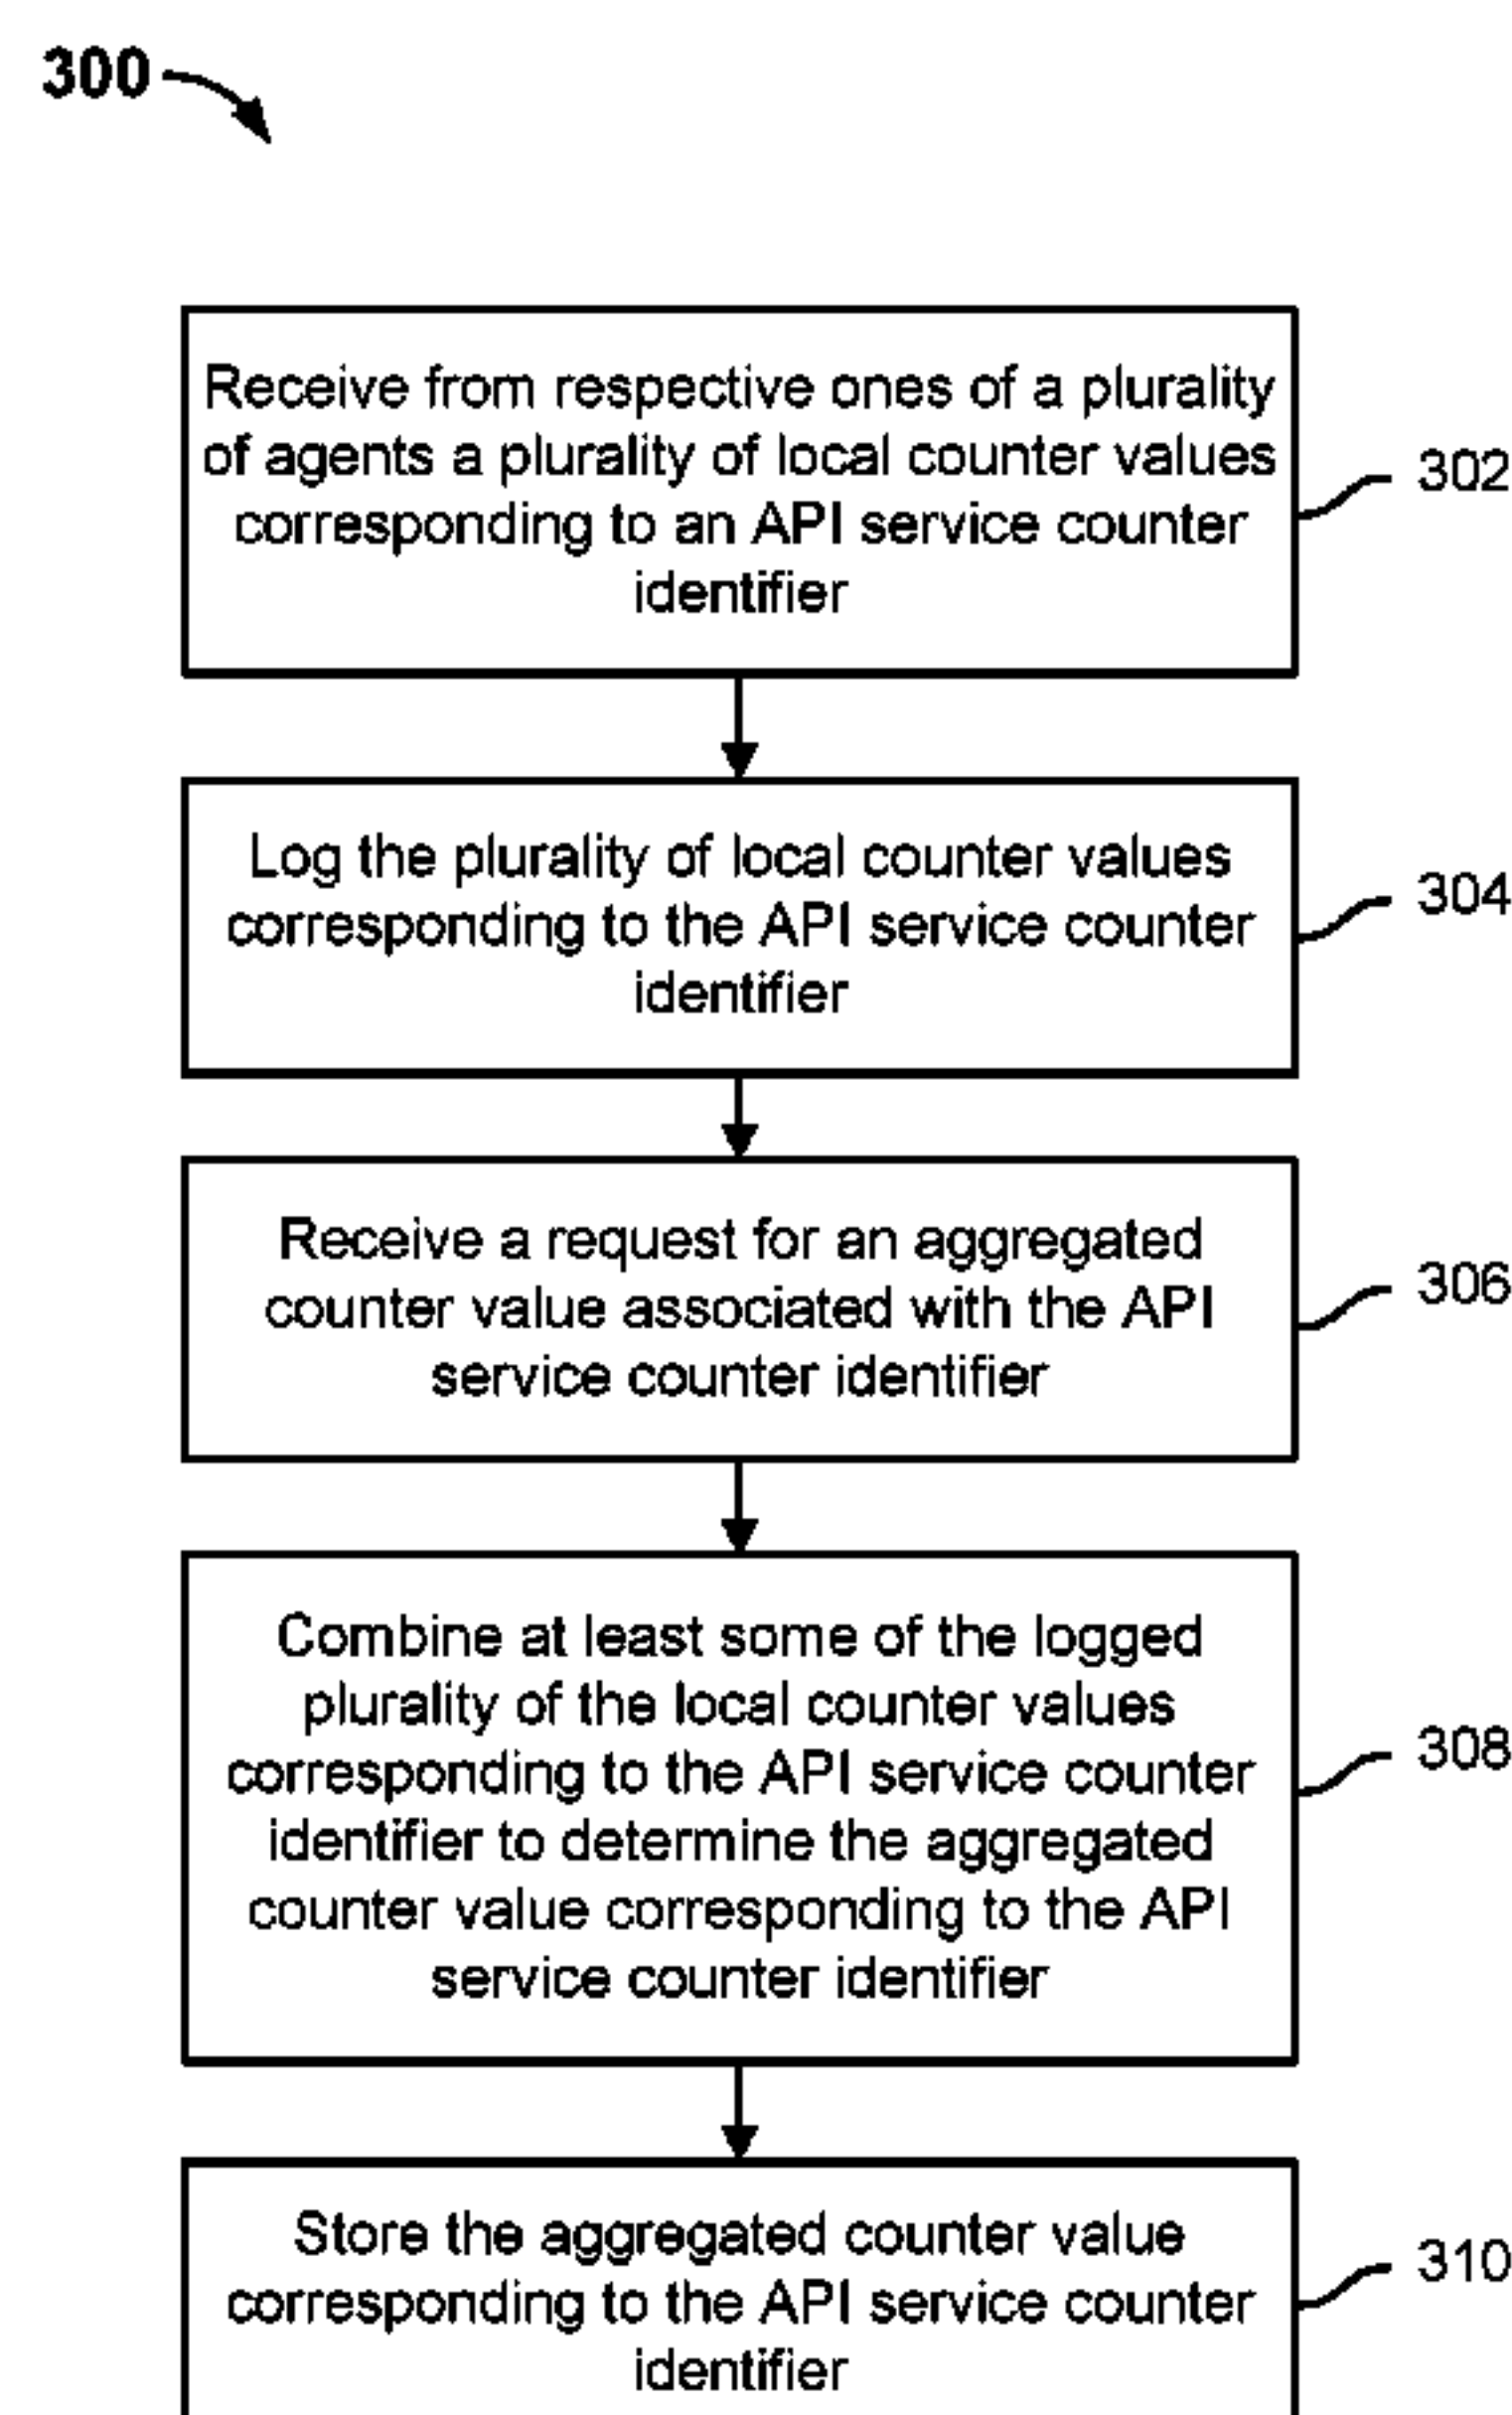 300
Receive from respective ones of a plurality
of agents a plurality of local counter values
corresponding to an API service counter
identifier
302
Log the plurality of local counter values
corresponding to the API service counter
identifier
304
Receive a request for an aggregated
counter value associated with the API
service counter identifier
306
Combine at least some of the logged
plurality of the local counter values
corresponding to the API service counter
identifier to determine the aggregated
counter value corresponding to the API
service counter identifier
308
Store the aggregated counter value
corresponding to the API service counter
identifier
310